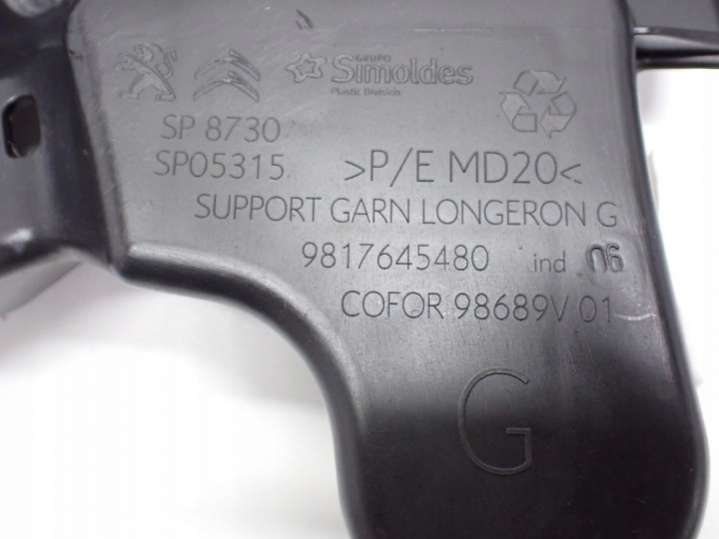 GRUPO
Simoldes
Plastic Division
SP 8730
SP05315
>P/E MD20<
SUPPORT GARN LONGERON G
9817645480 ind 06
COFOR 98689V 01
G